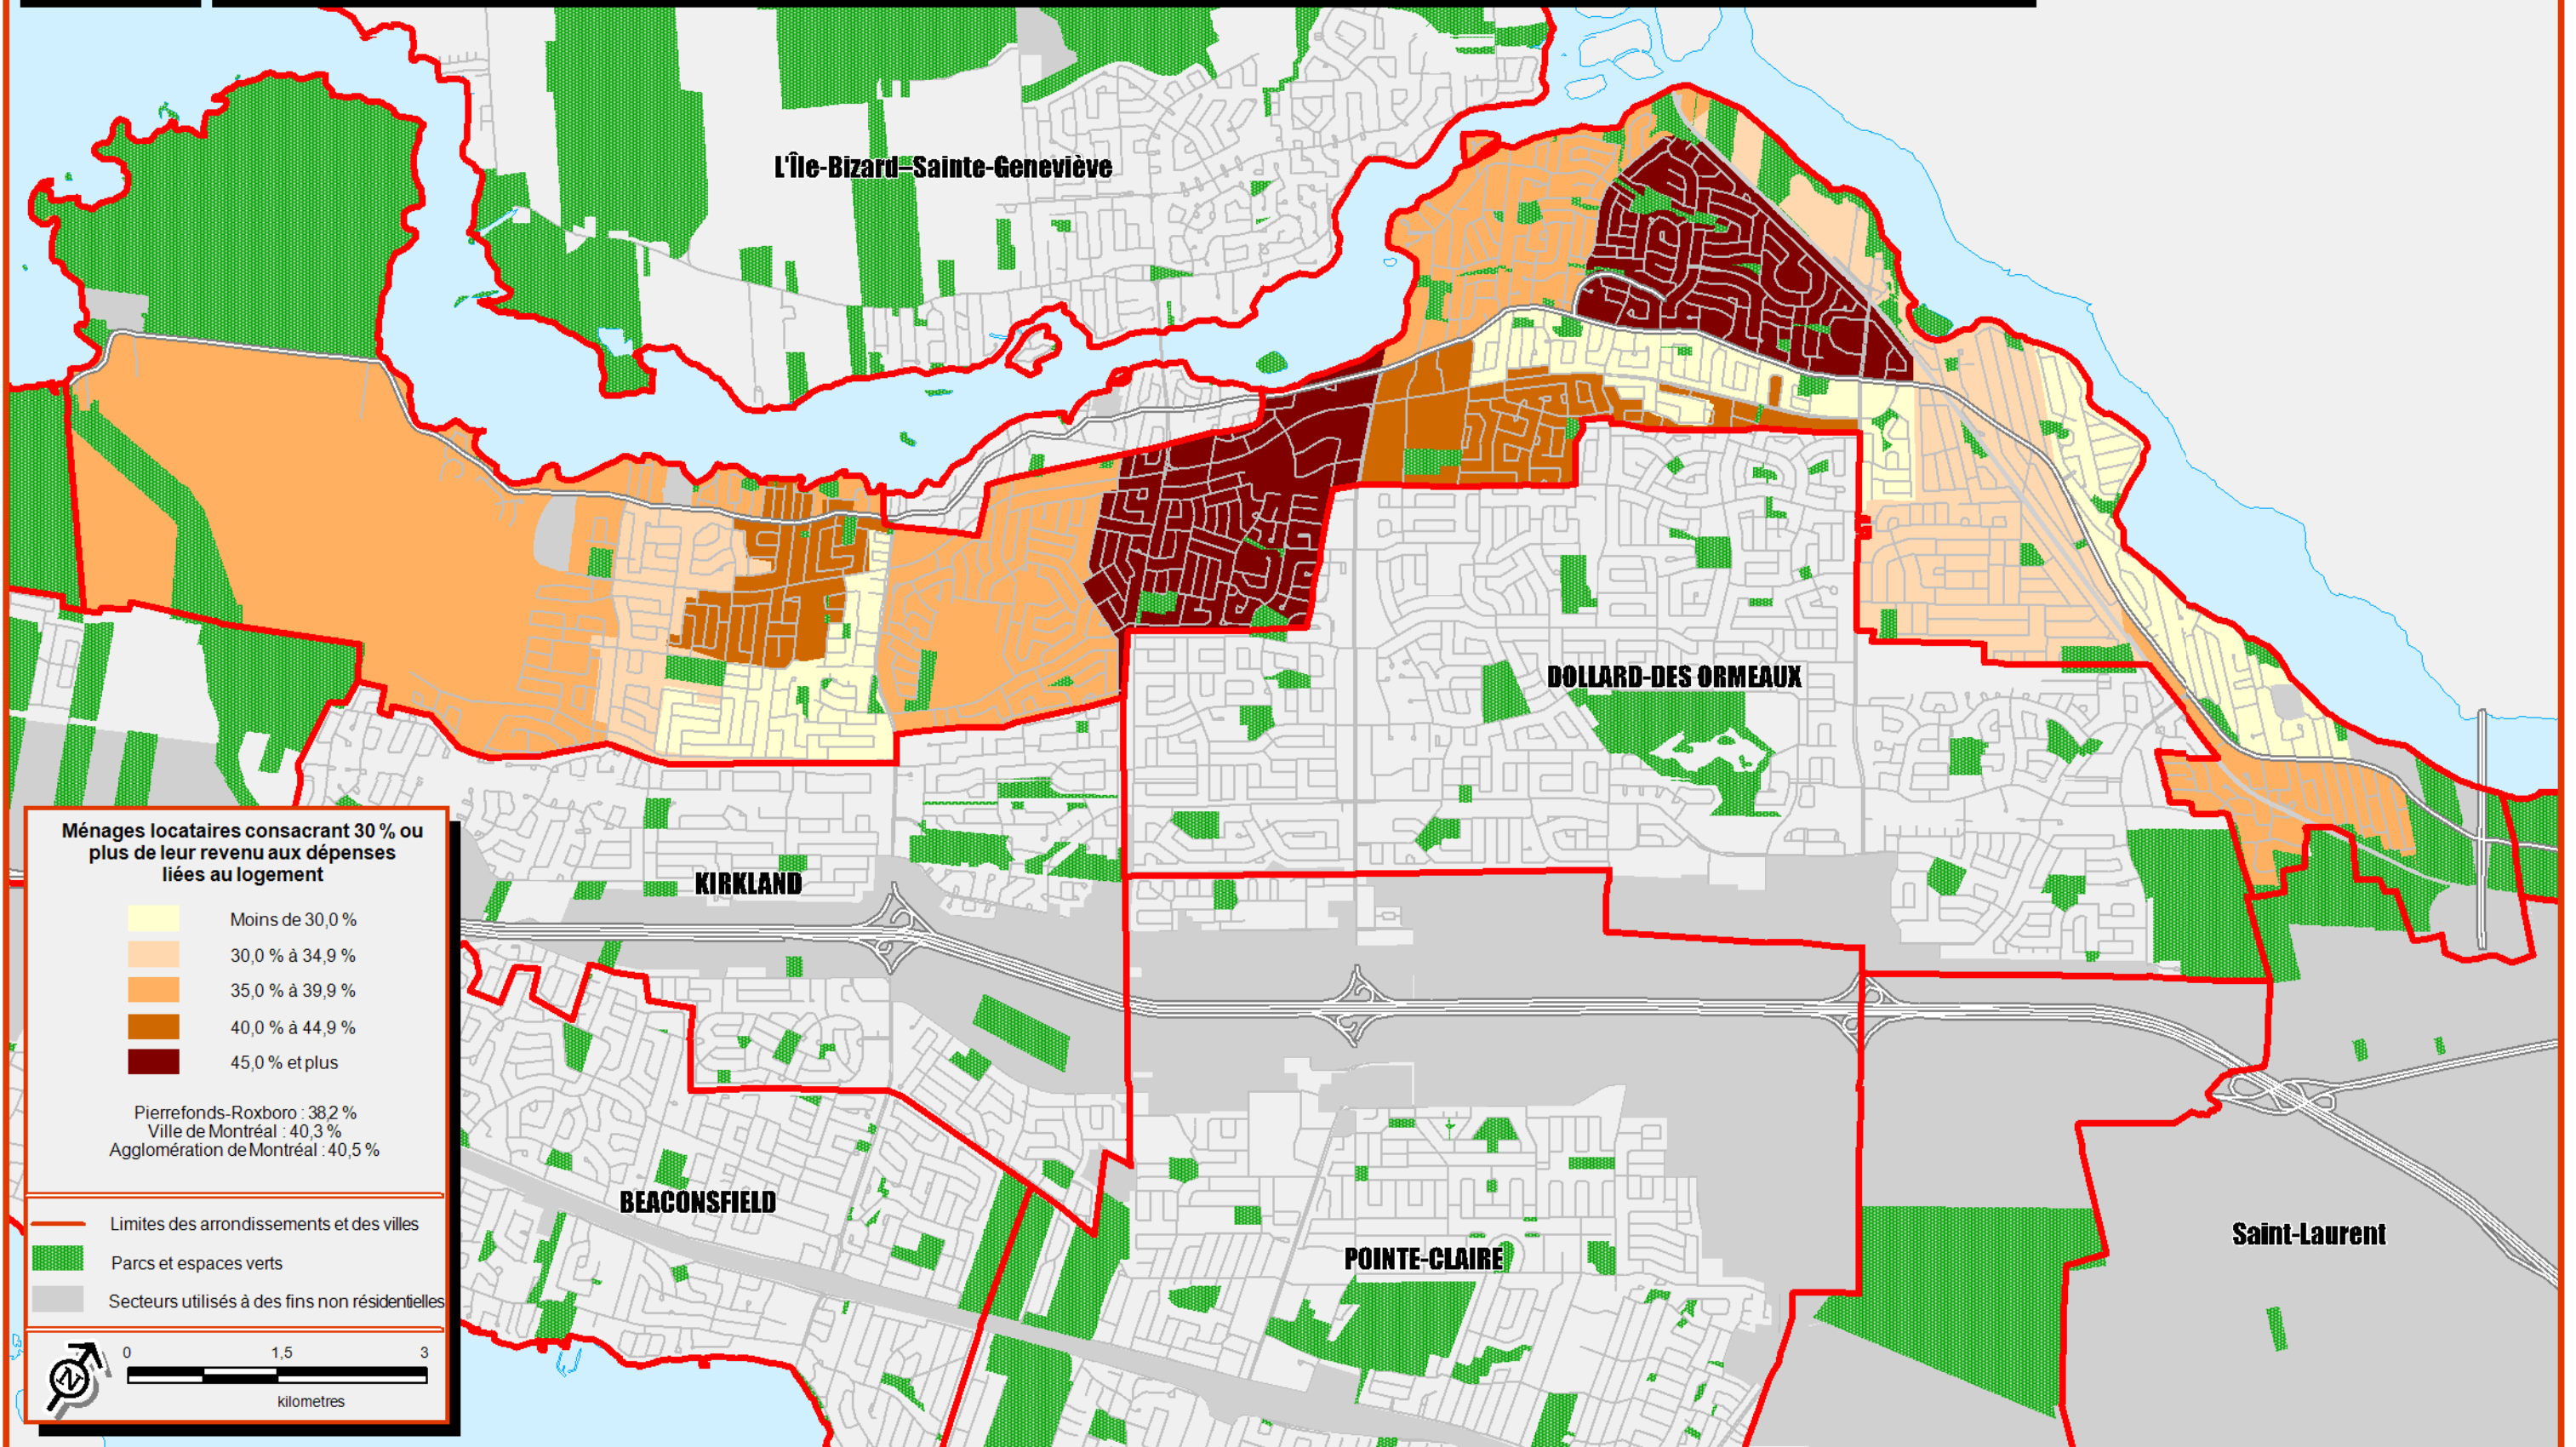 L'Île-Bizard–Sainte-Geneviève
DOLLARD-DES ORMEAUX
KIRKLAND
BEACONSFIELD
POINTE-CLAIRE
Saint-Laurent
Ménages locataires consacrant 30 % ou
plus de leur revenu aux dépenses
liées au logement
Moins de 30,0 %
30,0 % à 34,9 %
35,0 % à 39,9 %
40,0 % à 44,9 %
45,0 % et plus
Pierrefonds-Roxboro : 38,2 %
Ville de Montréal : 40,3 %
Agglomération de Montréal : 40,5 %
Limites des arrondissements et des villes
Parcs et espaces verts
Secteurs utilisés à des fins non résidentielles
N
0 1,5 3
kilometres